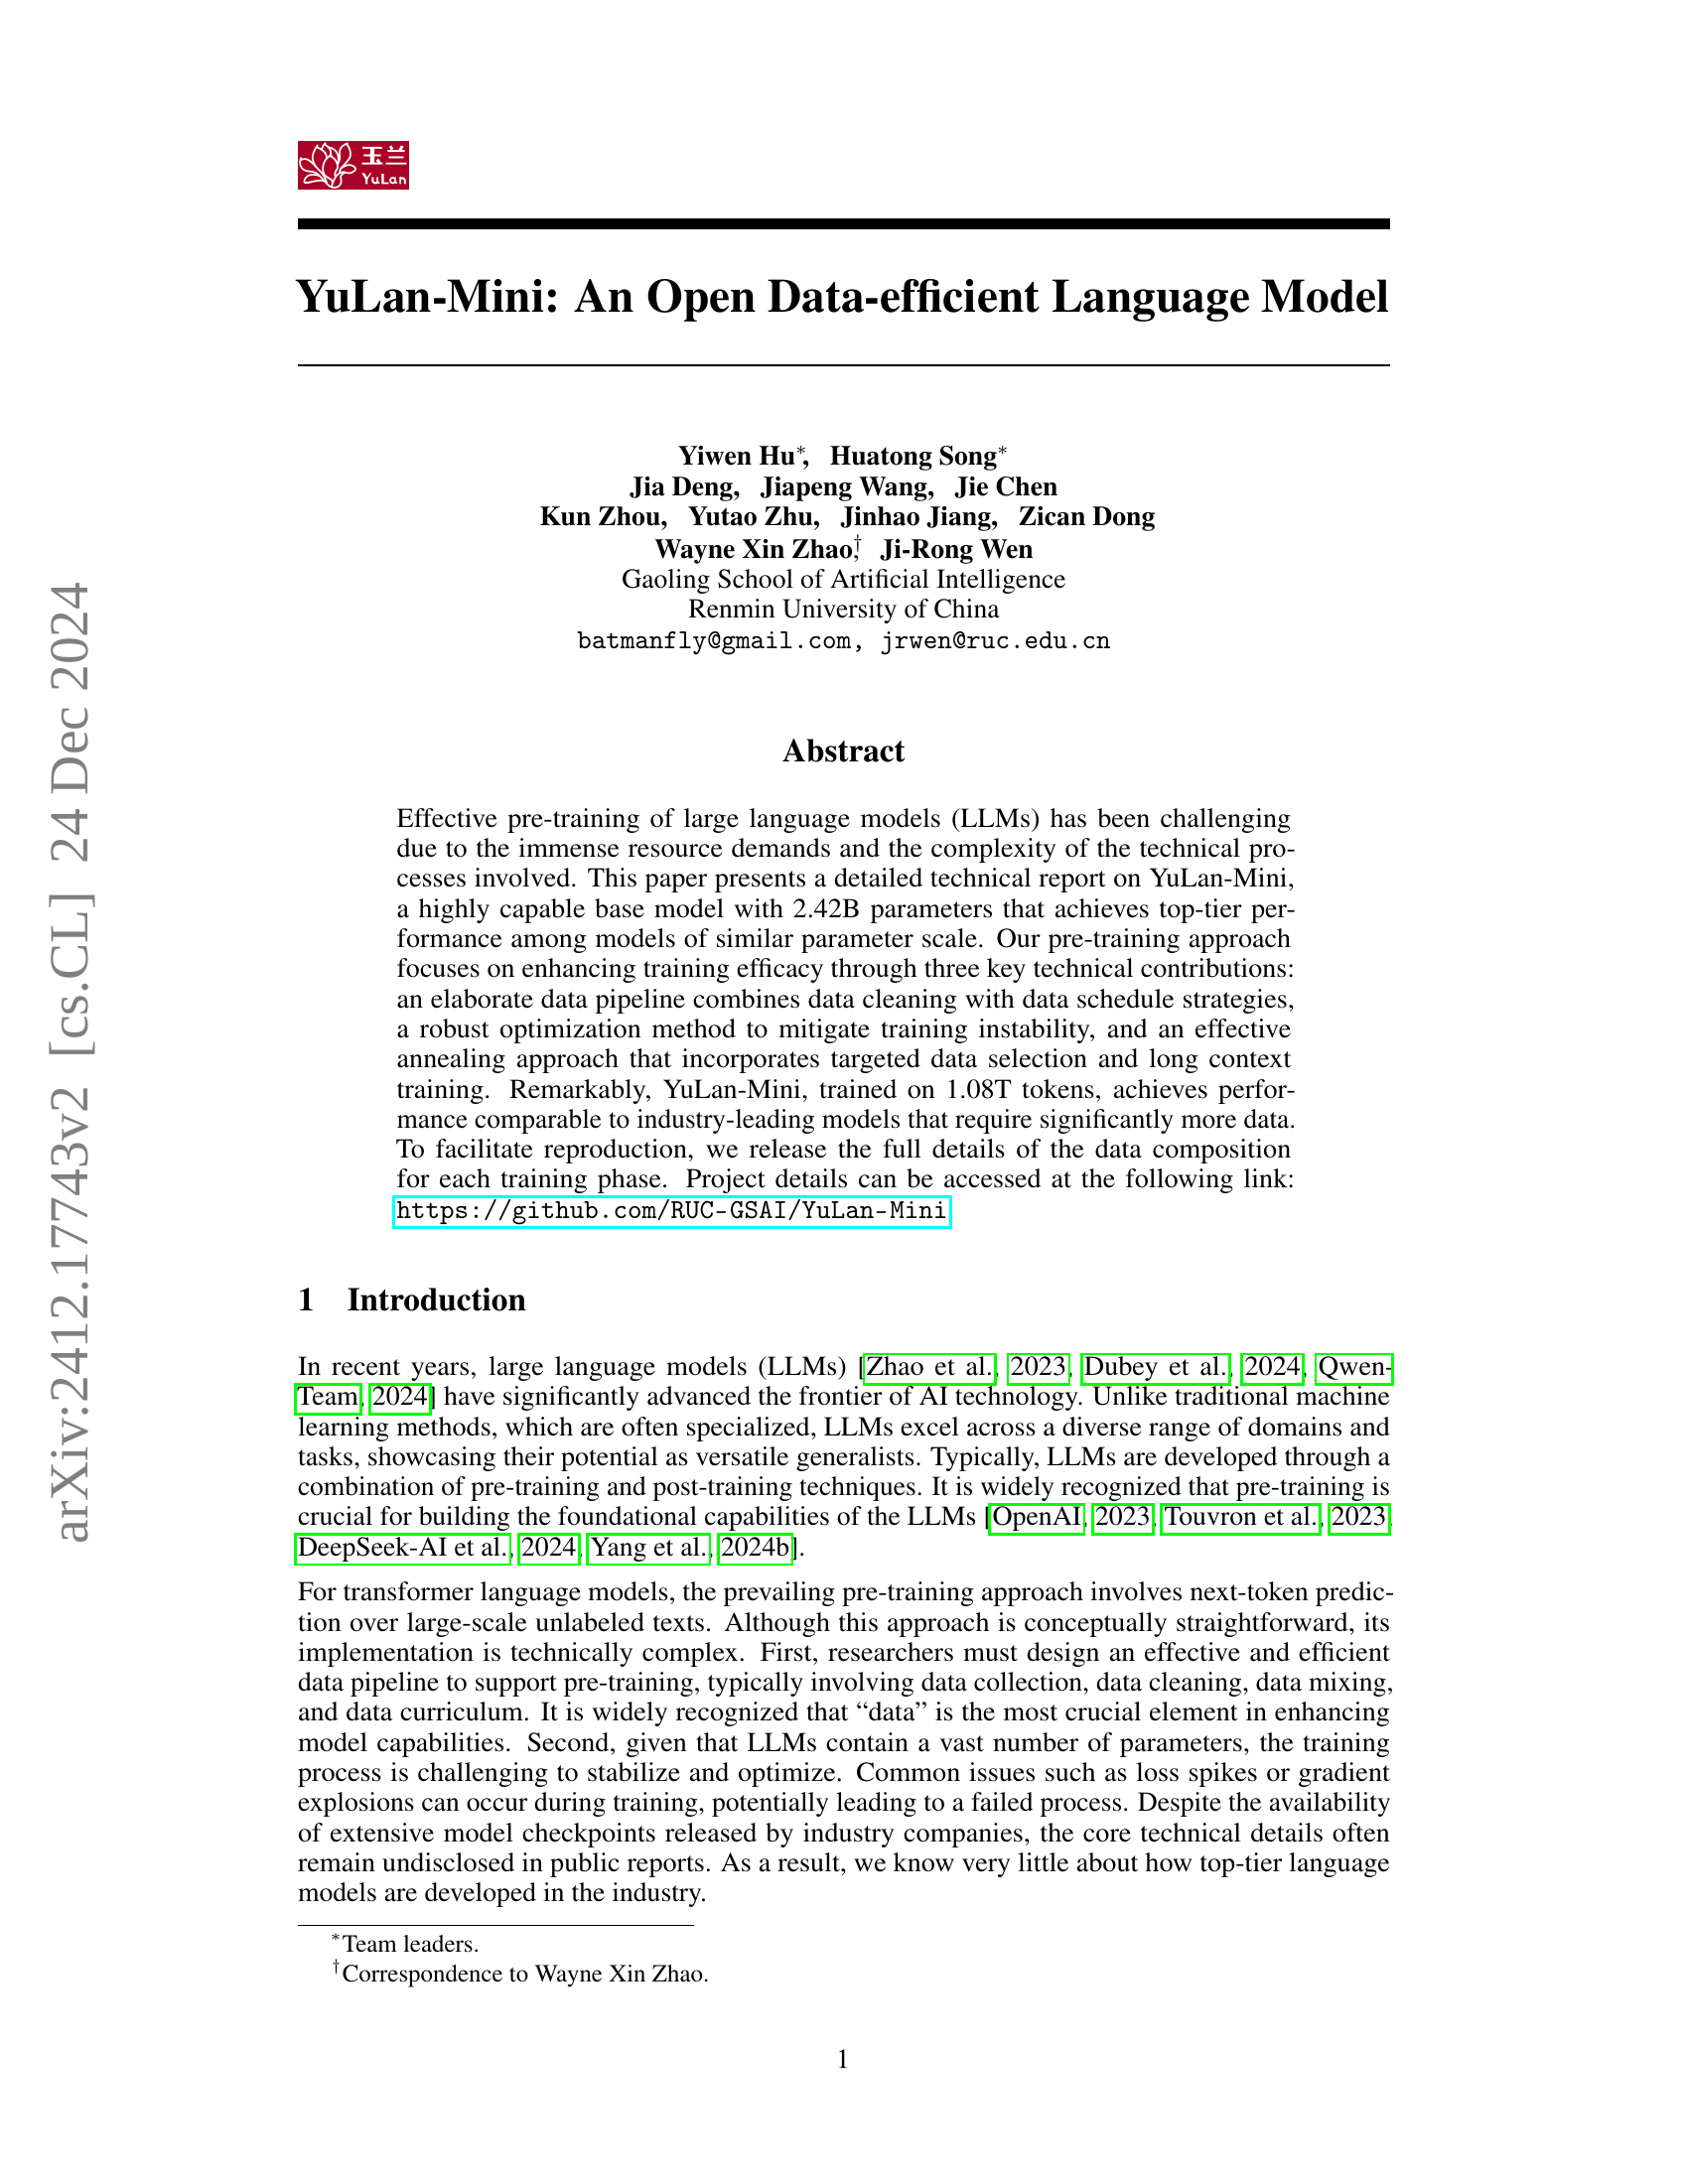 玉兰
YuLan
YuLan-Mini: An Open Data-efficient Language Model
Yiwen Hu*, Huatong Song*
Jia Deng, Jiapeng Wang, Jie Chen
Kun Zhou, Yutao Zhu, Jinhao Jiang, Zican Dong
Wayne Xin Zhao†, Ji-Rong Wen
Gaoling School of Artificial Intelligence
Renmin University of China
batmanfly@gmail.com, jrwen@ruc.edu.cn
Abstract
Effective pre-training of large language models (LLMs) has been challenging
due to the immense resource demands and the complexity of the technical pro-
cesses involved. This paper presents a detailed technical report on YuLan-Mini,
a highly capable base model with 2.42B parameters that achieves top-tier per-
formance among models of similar parameter scale. Our pre-training approach
focuses on enhancing training efficacy through three key technical contributions:
an elaborate data pipeline combines data cleaning with data schedule strategies,
a robust optimization method to mitigate training instability, and an effective
annealing approach that incorporates targeted data selection and long context
training. Remarkably, YuLan-Mini, trained on 1.08T tokens, achieves perfor-
mance comparable to industry-leading models that require significantly more data.
To facilitate reproduction, we release the full details of the data composition
for each training phase. Project details can be accessed at the following link:
https://github.com/RUC-GSAI/YuLan-Mini
1 Introduction
In recent years, large language models (LLMs) [Zhao et al., 2023, Dubey et al., 2024, Qwen-
Team, 2024] have significantly advanced the frontier of AI technology. Unlike traditional machine
learning methods, which are often specialized, LLMs excel across a diverse range of domains and
tasks, showcasing their potential as versatile generalists. Typically, LLMs are developed through a
combination of pre-training and post-training techniques. It is widely recognized that pre-training is
crucial for building the foundational capabilities of the LLMs [OpenAI, 2023, Touvron et al., 2023,
DeepSeek-AI et al., 2024, Yang et al., 2024b].
For transformer language models, the prevailing pre-training approach involves next-token predic-
tion over large-scale unlabeled texts. Although this approach is conceptually straightforward, its
implementation is technically complex. First, researchers must design an effective and efficient
data pipeline to support pre-training, typically involving data collection, data cleaning, data mixing,
and data curriculum. It is widely recognized that “data” is the most crucial element in enhancing
model capabilities. Second, given that LLMs contain a vast number of parameters, the training
process is challenging to stabilize and optimize. Common issues such as loss spikes or gradient
explosions can occur during training, potentially leading to a failed process. Despite the availability
of extensive model checkpoints released by industry companies, the core technical details often
remain undisclosed in public reports. As a result, we know very little about how top-tier language
models are developed in the industry.
*Team leaders.
†Correspondence to Wayne Xin Zhao.
1
arXiv:2412.17743v2 [cs.CL] 24 Dec 2024